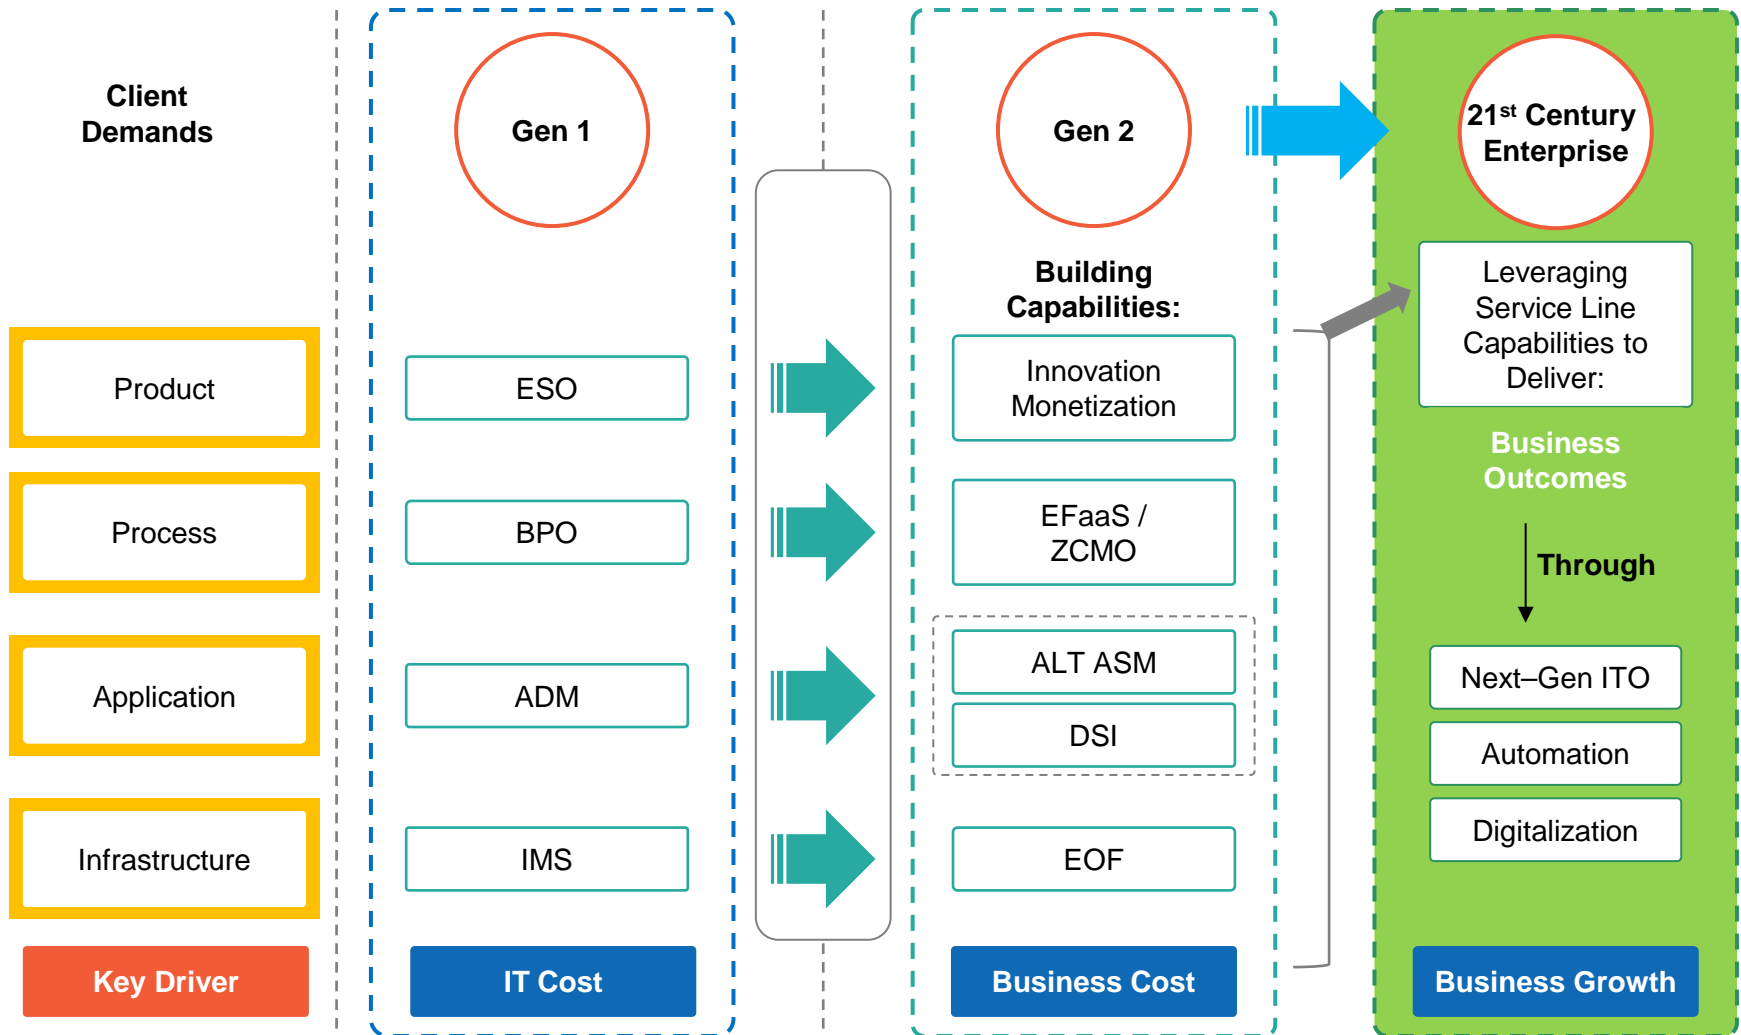 Client
Demands
Gen 1
Gen 2
21st Century
Enterprise
Building
Capabilities:
Leveraging
Service Line
Capabilities to
Deliver:
Product
ESO
Innovation
Monetization
Business
Outcomes
Process
BPO
EFaaS /
ZCMO
Through
Application
ADM
ALT ASM
DSI
Next–Gen ITO
Automation
Digitalization
Infrastructure
IMS
EOF
Key Driver
IT Cost
Business Cost
Business Growth